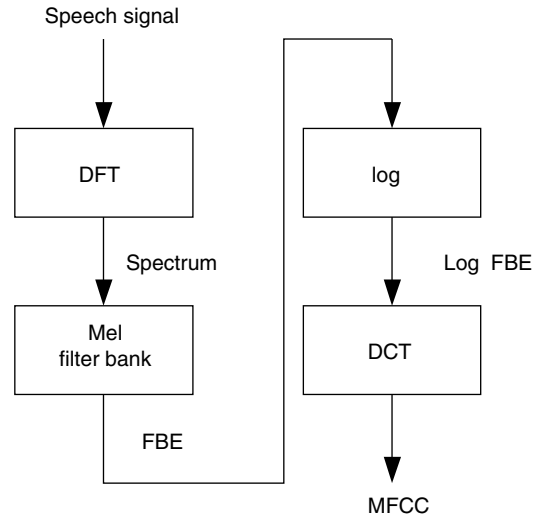 Speech signal
DFT
Spectrum
Mel
filter bank
FBE
log
Log FBE
DCT
MFCC